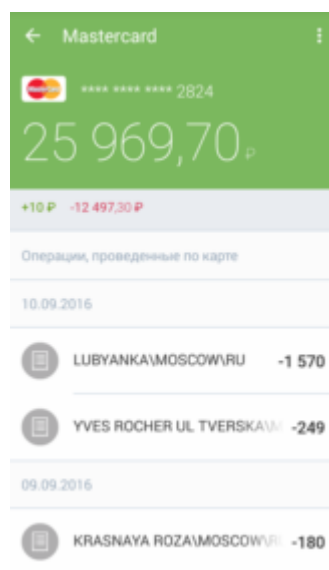 Mastercard
**** **** **** 2824
25 969,70 ₽
+10 ₽ -12 497,30 ₽
Операции, проведенные по карте
10.09.2016
LUBYANKA\MOSCOW\RU -1 570
YVES ROCHER UL TVERSKA\M -249
09.09.2016
KRASNAYA ROZA\MOSCOW\R -180